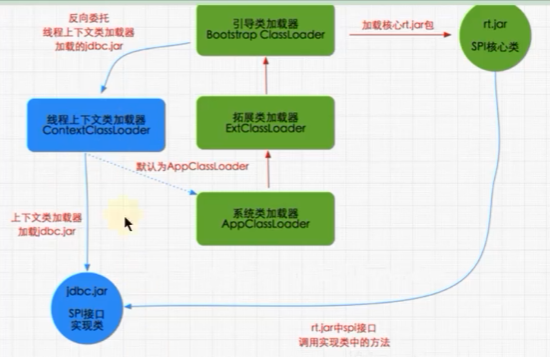 反向委托
线程上下文类加载器
加载的jdbc.jar
引导类加载器
Bootstrap ClassLoader
加载核心rt.jar包
rt.jar
SPI核心类
线程上下文类加载器
ContextClassLoader
拓展类加载器
ExtClassLoader
默认为AppClassLoader
系统类加载器
AppClassLoader
上下文类加载器
加载jdbc.jar
jdbc.jar
SPI接口
实现类
rt.jar中spi接口
调用实现类中的方法